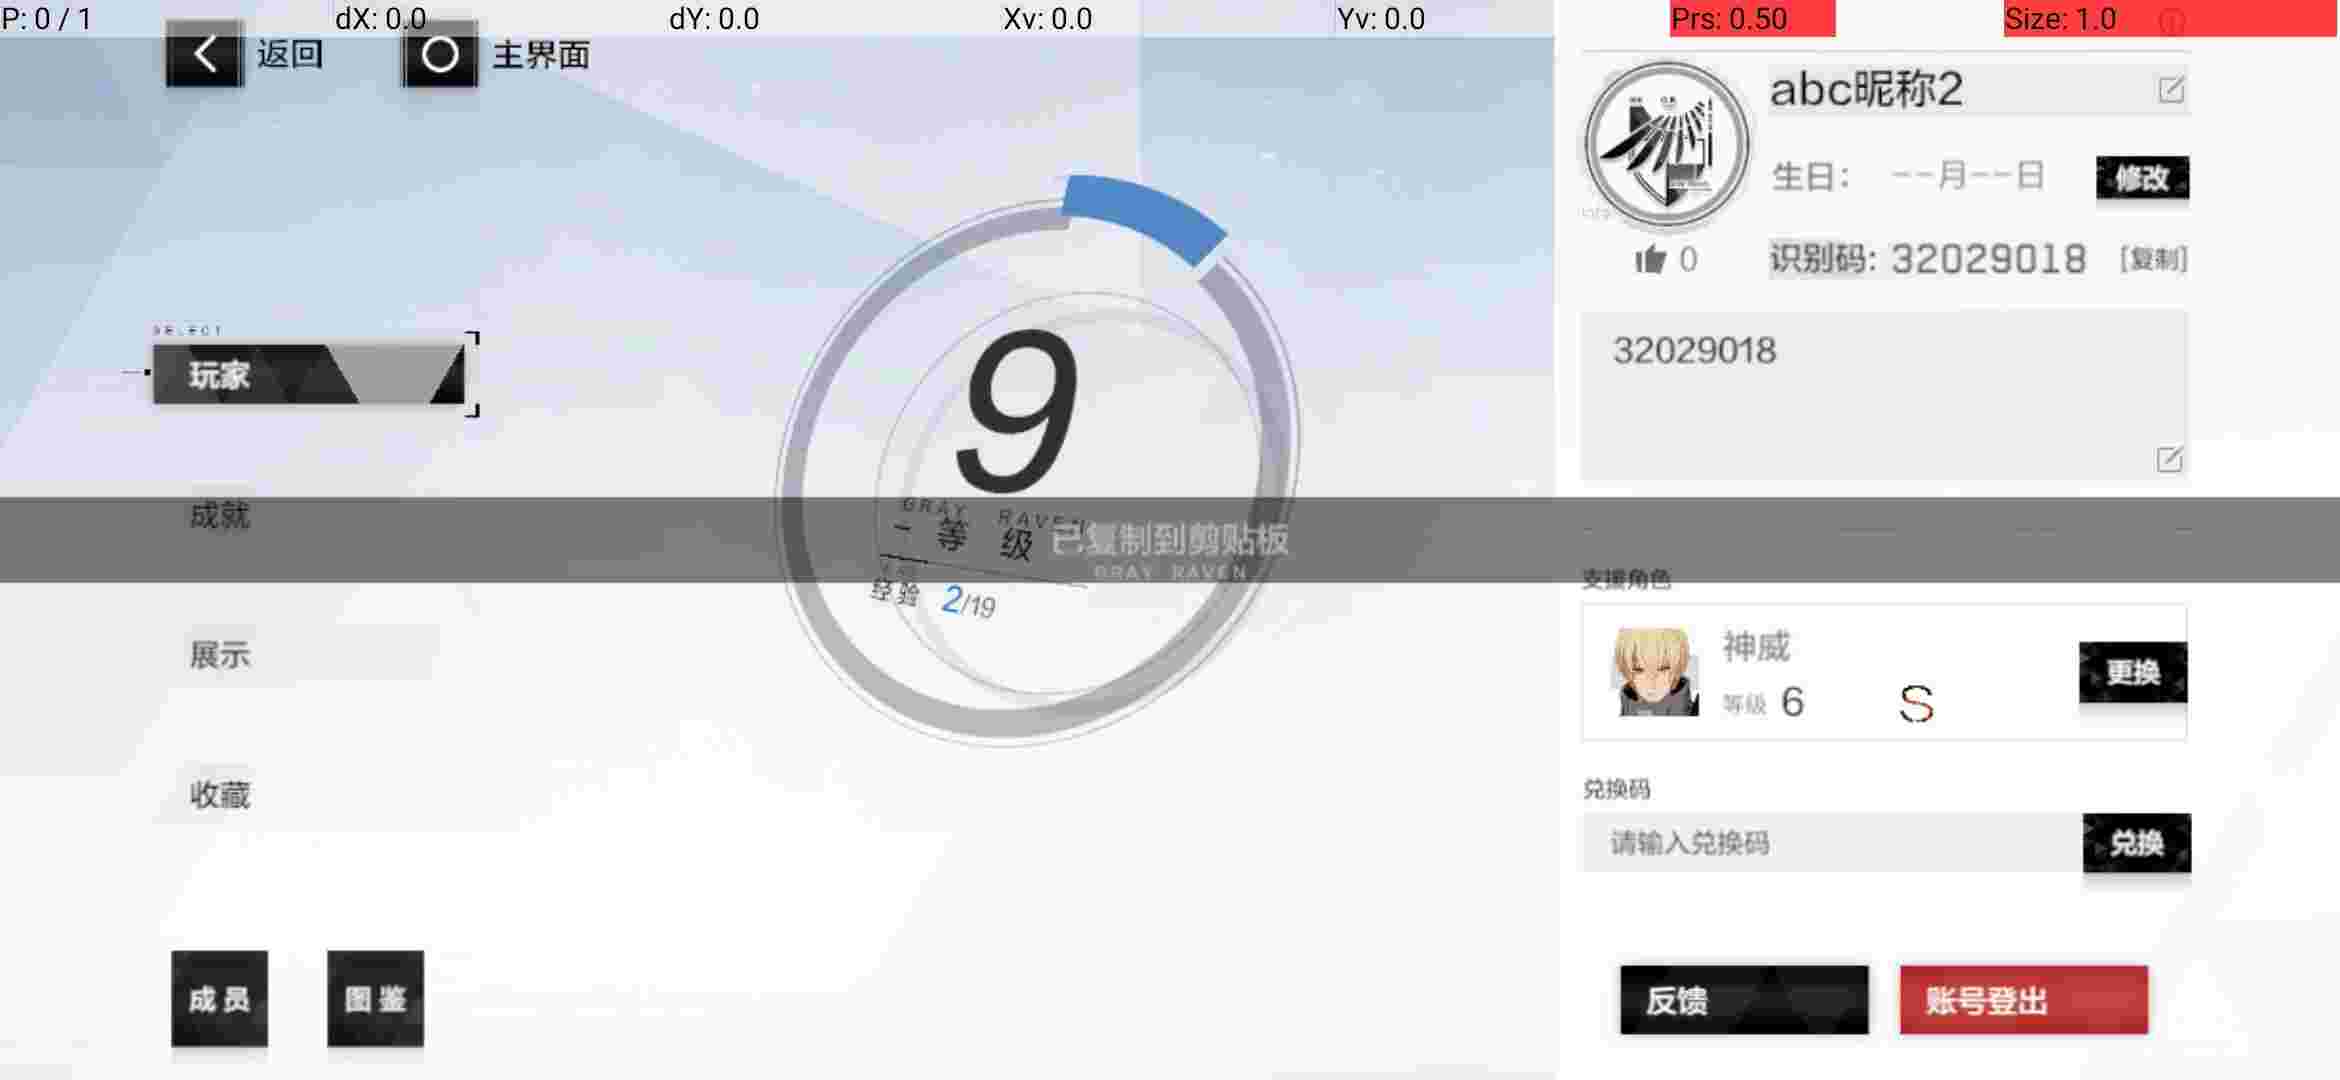 P: 0 / 1 dX: 0.0 dY: 0.0 Xv: 0.0 Yv: 0.0 Prs: 0.50 Size: 1.0
返回 主界面
SELECT
玩家
成就
展示
收藏
成员 图鉴
9
GRAY RAVEN
等级
经验 2/19
已复制到剪贴板
GRAY RAVEN
abc昵称2
生日: --月--日 修改
0 识别码: 32029018 [复制]
32029018
支援角色
神威
等级 6 S 更换
兑换码
请输入兑换码 兑换
反馈 账号登出